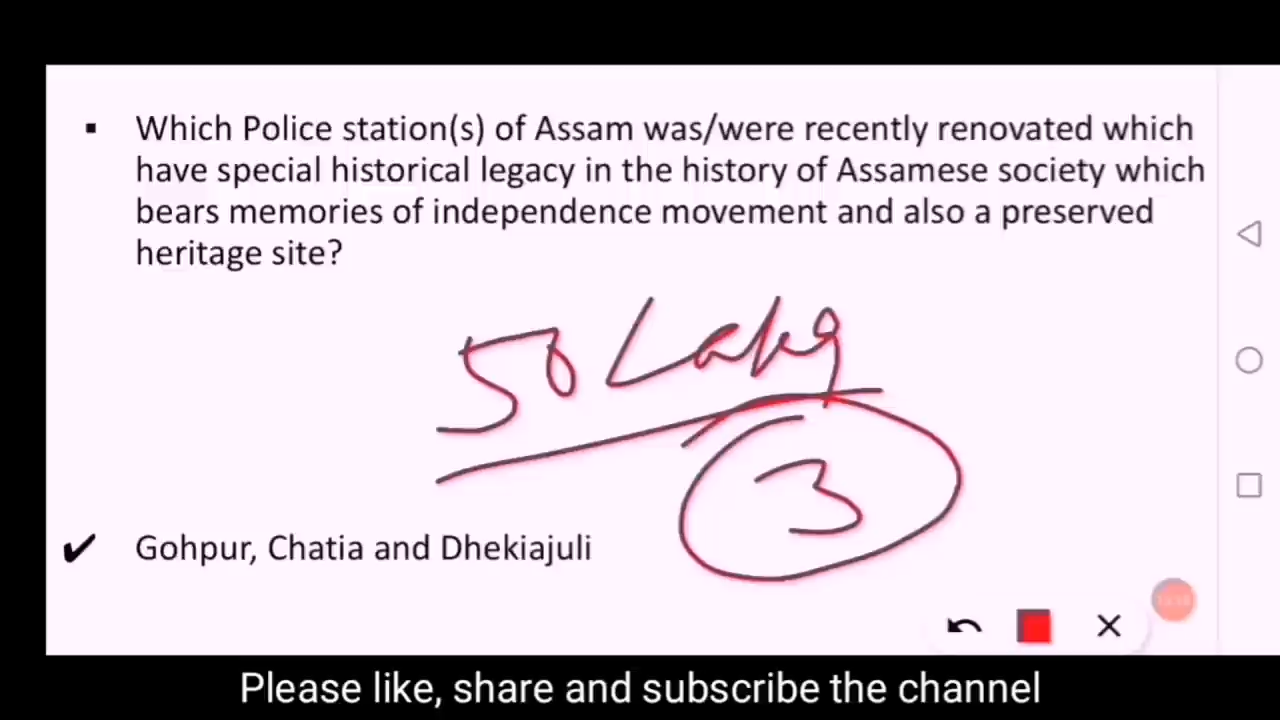 ▪ Which Police station(s) of Assam was/were recently renovated which
have special historical legacy in the history of Assamese society which
bears memories of independence movement and also a preserved
heritage site?
50 Lakh
3
✔ Gohpur, Chatia and Dhekiajuli
Please like, share and subscribe the channel